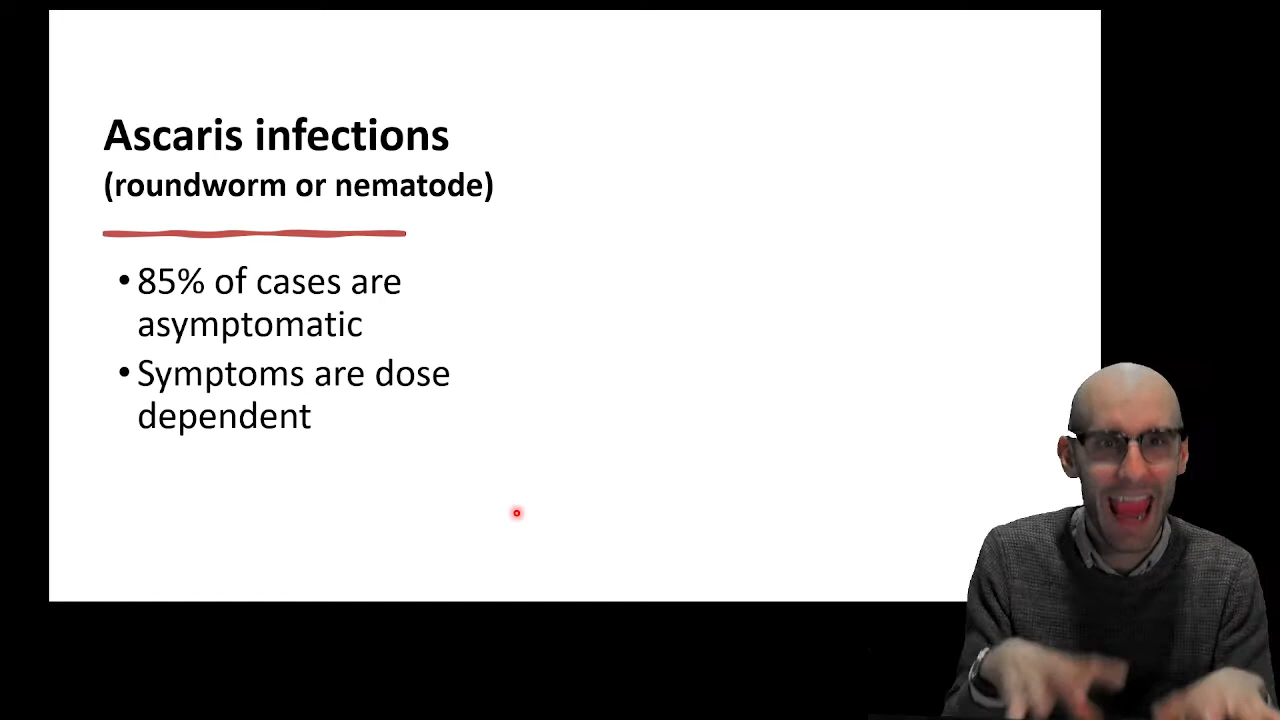 Ascaris infections
(roundworm or nematode)
• 85% of cases are
asymptomatic
• Symptoms are dose
dependent